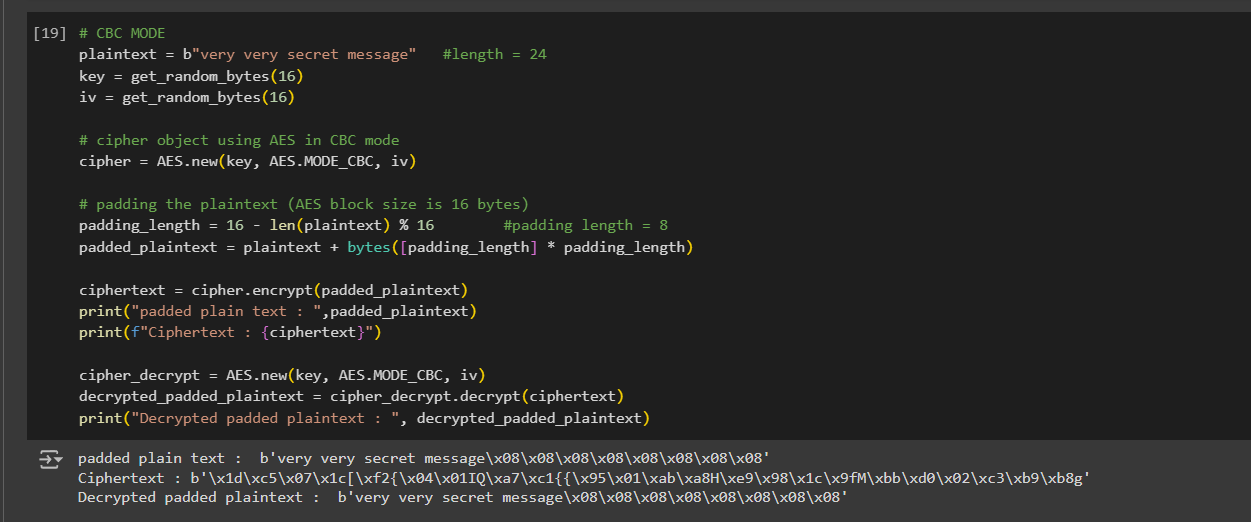 [19] # CBC MODE
plaintext = b"very very secret message" #length = 24
key = get_random_bytes(16)
iv = get_random_bytes(16)
# cipher object using AES in CBC mode
cipher = AES.new(key, AES.MODE_CBC, iv)
# padding the plaintext (AES block size is 16 bytes)
padding_length = 16 - len(plaintext) % 16 #padding length = 8
padded_plaintext = plaintext + bytes([padding_length] * padding_length)
ciphertext = cipher.encrypt(padded_plaintext)
print("padded plain text : ",padded_plaintext)
print(f"Ciphertext : {ciphertext}")
cipher_decrypt = AES.new(key, AES.MODE_CBC, iv)
decrypted_padded_plaintext = cipher_decrypt.decrypt(ciphertext)
print("Decrypted padded plaintext : ", decrypted_padded_plaintext)
padded plain text :  b'very very secret message\x08\x08\x08\x08\x08\x08\x08\x08'
Ciphertext : b'\x1d\xc5\x07\x1c[\xf2{\x04\x01IQ\xa7\xc1{{\x95\x01\xab\xa8H\xe9\x98\x1c\x9fM\xbb\xd0\x02\xc3\xb9\xb8g'
Decrypted padded plaintext :  b'very very secret message\x08\x08\x08\x08\x08\x08\x08\x08'